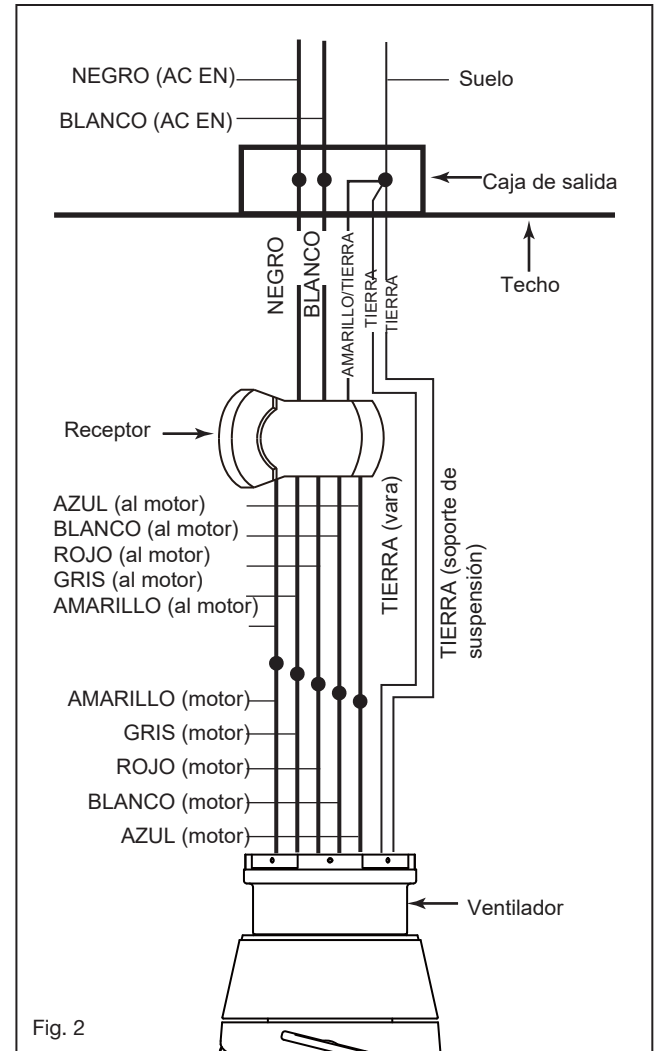 NEGRO (AC EN)
Suelo
BLANCO (AC EN)
Caja de salida
Techo
NEGRO
BLANCO
AMARILLO/TIERRA
TIERRA
TIERRA
Receptor
AZUL (al motor)
BLANCO (al motor)
ROJO (al motor)
GRIS (al motor)
AMARILLO (al motor)
TIERRA (vara)
TIERRA (soporte de
suspensión)
AMARILLO (motor)
GRIS (motor)
ROJO (motor)
BLANCO (motor)
AZUL (motor)
Ventilador
Fig. 2